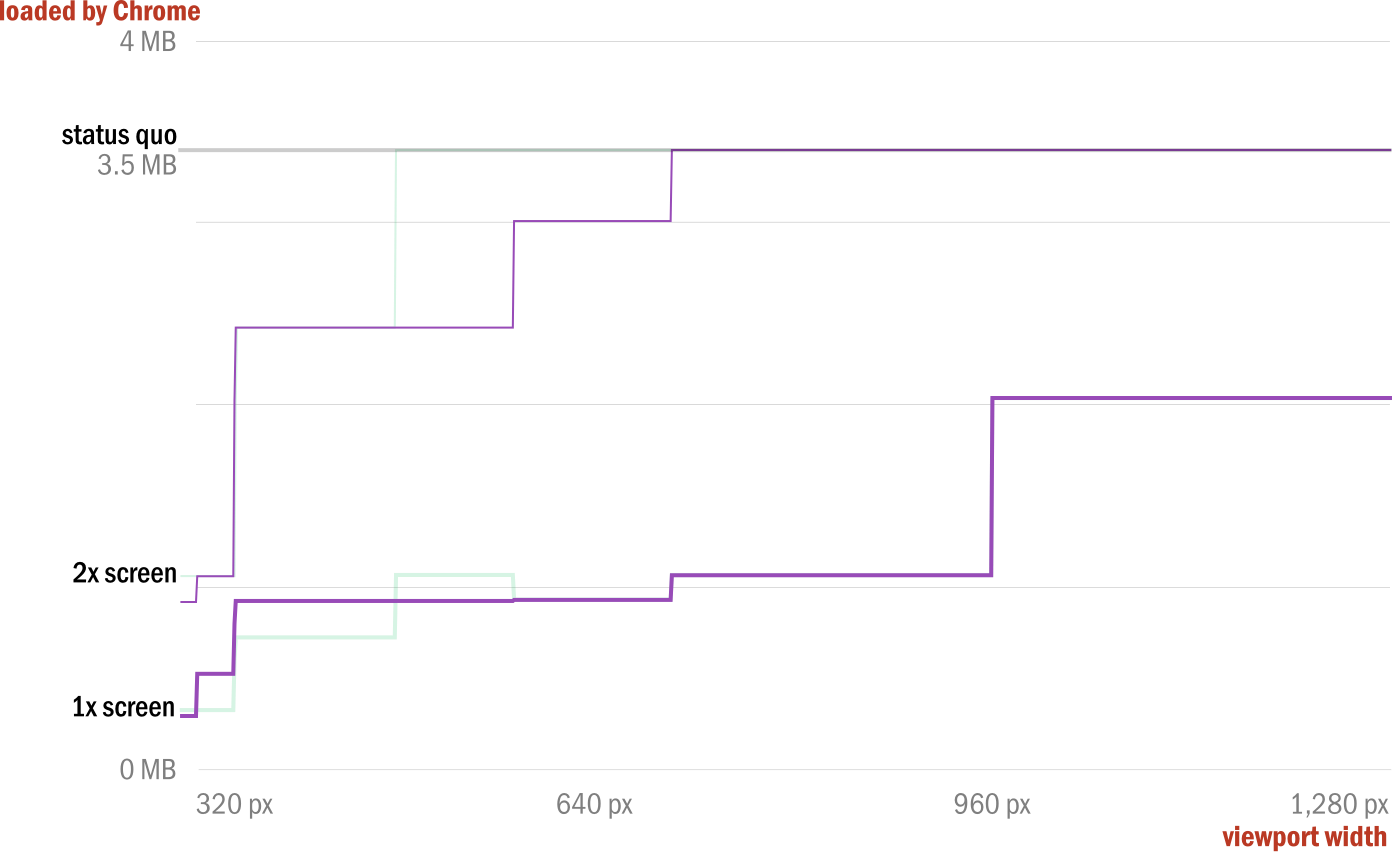 loaded by Chrome
4 MB
status quo
3.5 MB
2x screen
1x screen
0 MB
320 px
640 px
960 px
1,280 px
viewport width